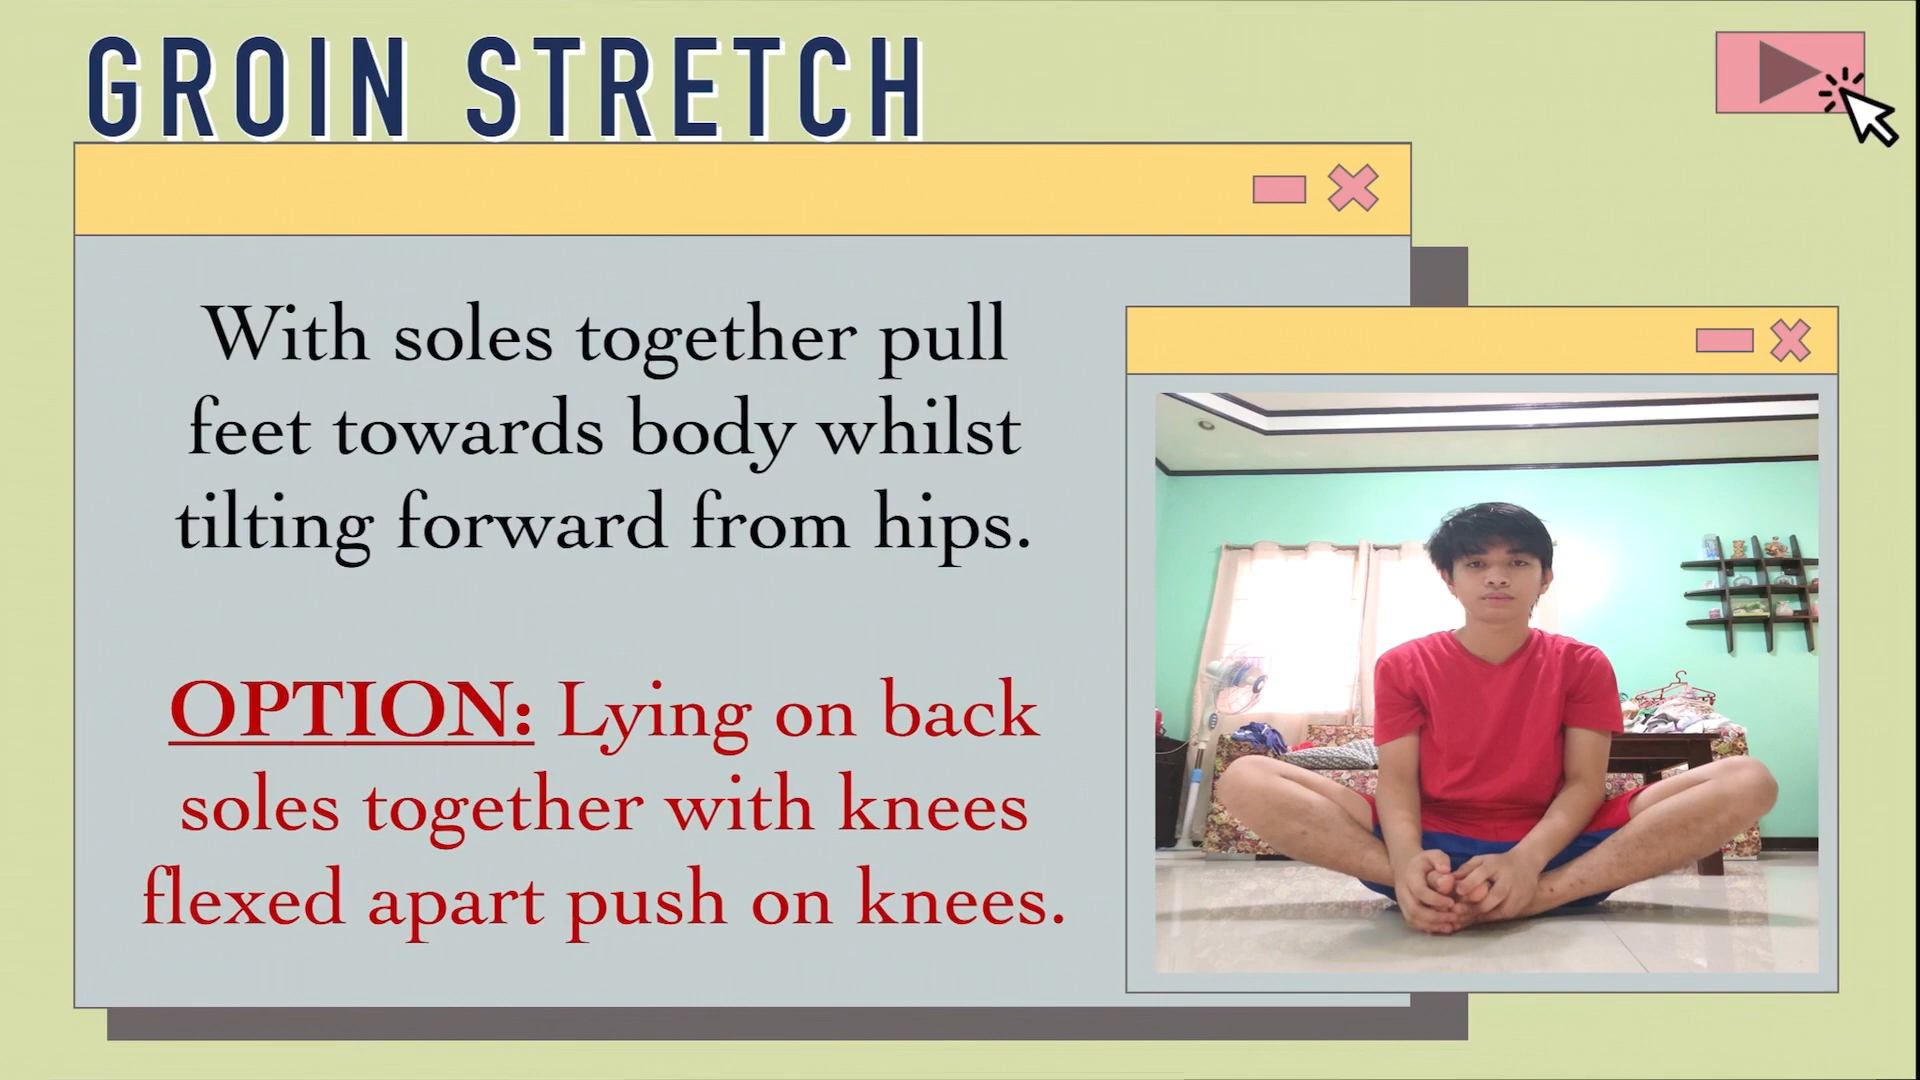 GROIN STRETCH
With soles together pull
feet towards body whilst
tilting forward from hips.
OPTION: Lying on back
soles together with knees
flexed apart push on knees.